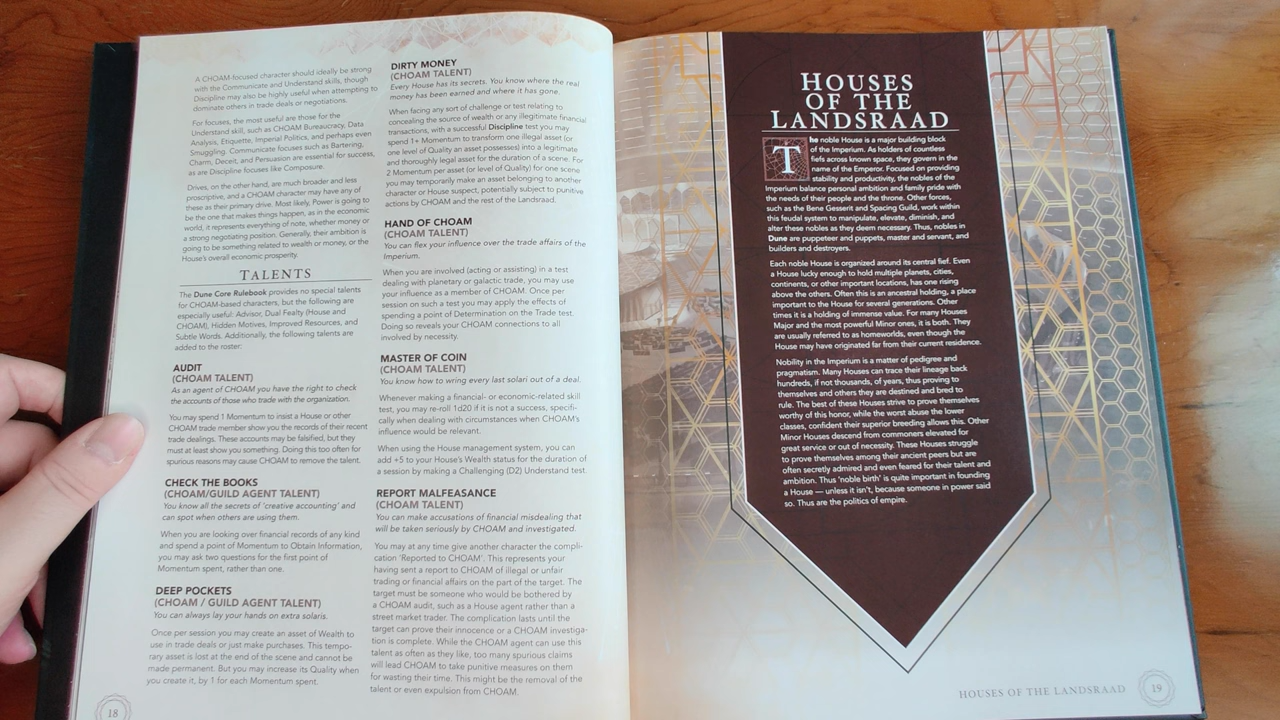 A CHOAM-focused character should ideally be strong
with the Communicate and Understand skills, though
Discipline may also be highly useful when attempting to
dominate others in trade deals or negotiations.
For focuses, the most useful are those for the
Understand skill, such as CHOAM Bureaucracy, Data
Analysis, Etiquette, Imperial Politics, and perhaps even
Smuggling. Communicate focuses such as Bartering,
Charm, Deceit, and Persuasion are essential for success,
as are Discipline focuses like Composure.
Drives, on the other hand, are much broader and less
proscriptive, and a CHOAM character may have any of
these as their primary drive. Most likely, Power is going to
be the one that makes things happen, as in the economic
world, it represents everything of note, whether money or
a strong negotiating position. Generally, their ambition is
going to be something related to wealth or money, or the
House's overall economic prosperity.
TALENTS
The Dune Core Rulebook provides no special talents
for CHOAM-based characters, but the following are
especially useful: Advisor, Dual Fealty (House and
CHOAM), Hidden Motives, Improved Resources, and
Subtle Words. Additionally, the following talents are
added to the roster:
AUDIT
(CHOAM TALENT)
As an agent of CHOAM you have the right to check
the accounts of those who trade with the organization.
You may spend 1 Momentum to insist a House or other
CHOAM trade member show you the records of their recent
trade dealings. These accounts may be falsified, but they
must at least show you something. Doing this too often for
spurious reasons may cause CHOAM to remove the talent.
CHECK THE BOOKS
(CHOAM/GUILD AGENT TALENT)
You know all the secrets of 'creative accounting' and
can spot when others are using them.
When you are looking over financial records of any kind
and spend a point of Momentum to Obtain Information,
you may ask two questions for the first point of
Momentum spent, rather than one.
DEEP POCKETS
(CHOAM / GUILD AGENT TALENT)
You can always lay your hands on extra solaris.
Once per session you may create an asset of Wealth to
use in trade deals or just make purchases. This tempo-
rary asset is lost at the end of the scene and cannot be
made permanent. But you may increase its Quality when
you create it, by 1 for each Momentum spent.
18
DIRTY MONEY
(CHOAM TALENT)
Every House has its secrets. You know where the real
money has been earned and where it has gone.
When facing any sort of challenge or test relating to
concealing the source of wealth or any illegitimate financial
transactions, with a successful Discipline test you may
spend 1+ Momentum to transform one illegal asset (or
one level of Quality an asset possesses) into a legitimate
and thoroughly legal asset for the duration of a scene. For
2 Momentum per asset (or level of Quality) for one scene
you may temporarily make an asset belonging to another
character or House suspect, potentially subject to punitive
actions by CHOAM and the rest of the Landsraad.
HAND OF CHOAM
(CHOAM TALENT)
You can flex your influence over the trade affairs of the
Imperium.
When you are involved (acting or assisting) in a test
dealing with planetary or galactic trade, you may use
your influence as a member of CHOAM. Once per
session on such a test you may apply the effects of
spending a point of Determination on the Trade test.
Doing so reveals your CHOAM connections to all
involved by necessity.
MASTER OF COIN
(CHOAM TALENT)
You know how to wring every last solari out of a deal.
Whenever making a financial- or economic-related skill
test, you may re-roll 1d20 if it is not a success, specifi-
cally when dealing with circumstances when CHOAM's
influence would be relevant.
When using the House management system, you can
add +5 to your House's Wealth status for the duration of
a session by making a Challenging (D2) Understand test.
REPORT MALFEASANCE
(CHOAM TALENT)
You can make accusations of financial misdealing that
will be taken seriously by CHOAM and investigated.
You may at any time give another character the compli-
cation 'Reported to CHOAM'. This represents your
having sent a report to CHOAM of illegal or unfair
trading or financial affairs on the part of the target. The
target must be someone who would be bothered by
a CHOAM audit, such as a House agent rather than a
street market trader. The complication lasts until the
target can prove their innocence or a CHOAM investiga-
tion is complete. While the CHOAM agent can use this
talent as often as they like, too many spurious claims
will lead CHOAM to take punitive measures on them
for wasting their time. This might be the removal of the
talent or even expulsion from CHOAM.
HOUSES
OF THE
LANDSRAAD
The noble House is a major building block
of the Imperium. As holders of countless
fiefs across known space, they govern in the
name of the Emperor. Focused on providing
stability and productivity, the nobles of the
Imperium balance personal ambition and family pride with
the needs of their people and the throne. Other forces,
such as the Bene Gesserit and Spacing Guild, work within
this feudal system to manipulate, elevate, diminish, and
alter these nobles as they deem necessary. Thus, nobles in
Dune are puppeteer and puppets, master and servant, and
builders and destroyers.
Each noble House is organized around its central fief. Even
a House lucky enough to hold multiple planets, cities,
continents, or other important locations, has one rising
above the others. Often this is an ancestral holding, a place
important to the House for several generations. Other
times it is a holding of immense value. For many Houses
Major and the most powerful Minor ones, it is both. They
are usually referred to as homeworlds, even though the
House may have originated far from their current residence.
Nobility in the Imperium is a matter of pedigree and
pragmatism. Many Houses can trace their lineage back
hundreds, if not thousands, of years, thus proving to
themselves and others they are destined and bred to
rule. The best of these Houses strive to prove themselves
worthy of this honor, while the worst abuse the lower
classes, confident their superior breeding allows this. Other
Minor Houses descend from commoners elevated for
great service or out of necessity. These Houses struggle
to prove themselves among their ancient peers but are
often secretly admired and even feared for their talent and
ambition. Thus 'noble birth' is quite important in founding
a House — unless it isn't, because someone in power said
so. Thus are the politics of empire.
HOUSES OF THE LANDSRAAD 19